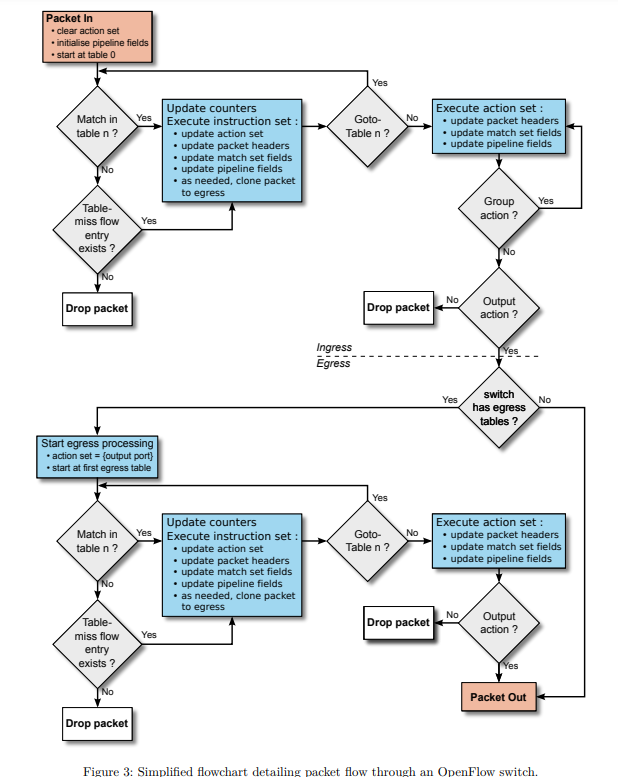 Packet In
• clear action set
• initialise pipeline fields
• start at table 0
Yes
Match in
table n ?
Yes
Update counters
Execute instruction set :
• update action set
• update packet headers
• update match set fields
• update pipeline fields
• as needed, clone packet
to egress
Goto-
Table n ?
No
Execute action set :
• update packet headers
• update match set fields
• update pipeline fields
No
Table-
miss flow
entry
exists ?
Yes
Group
action ?
Yes
No
No
Drop packet
Drop packet
No
Output
action ?
Yes
Ingress
Egress
Yes
switch
has egress
tables ?
No
Start egress processing
• action set = {output port}
• start at first egress table
Yes
Match in
table n ?
Yes
Update counters
Execute instruction set :
• update action set
• update packet headers
• update match set fields
• update pipeline fields
• as needed, clone packet
to egress
Goto-
Table n ?
No
Execute action set :
• update packet headers
• update match set fields
• update pipeline fields
No
Table-
miss flow
entry
exists ?
Yes
Drop packet
No
Output
action ?
Yes
No
Drop packet
Packet Out
Figure 3: Simplified flowchart detailing packet flow through an OpenFlow switch.